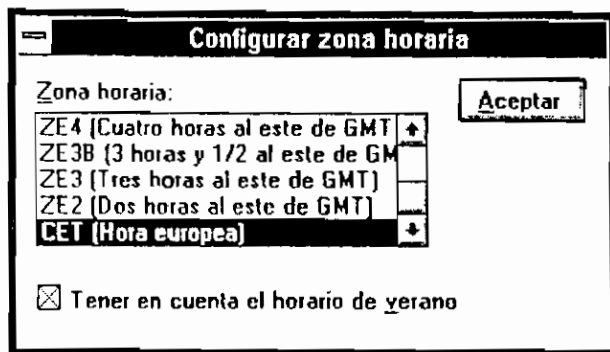 Configurar zona horaria
Zona horaria:
Aceptar
ZE4 (Cuatro horas al este de GMT
ZE3B (3 horas y 1/2 al este de GM
ZE3 (Tres horas al este de GMT)
ZE2 (Dos horas al este de GMT)
CET (Hora europea)
Tener en cuenta el horario de verano